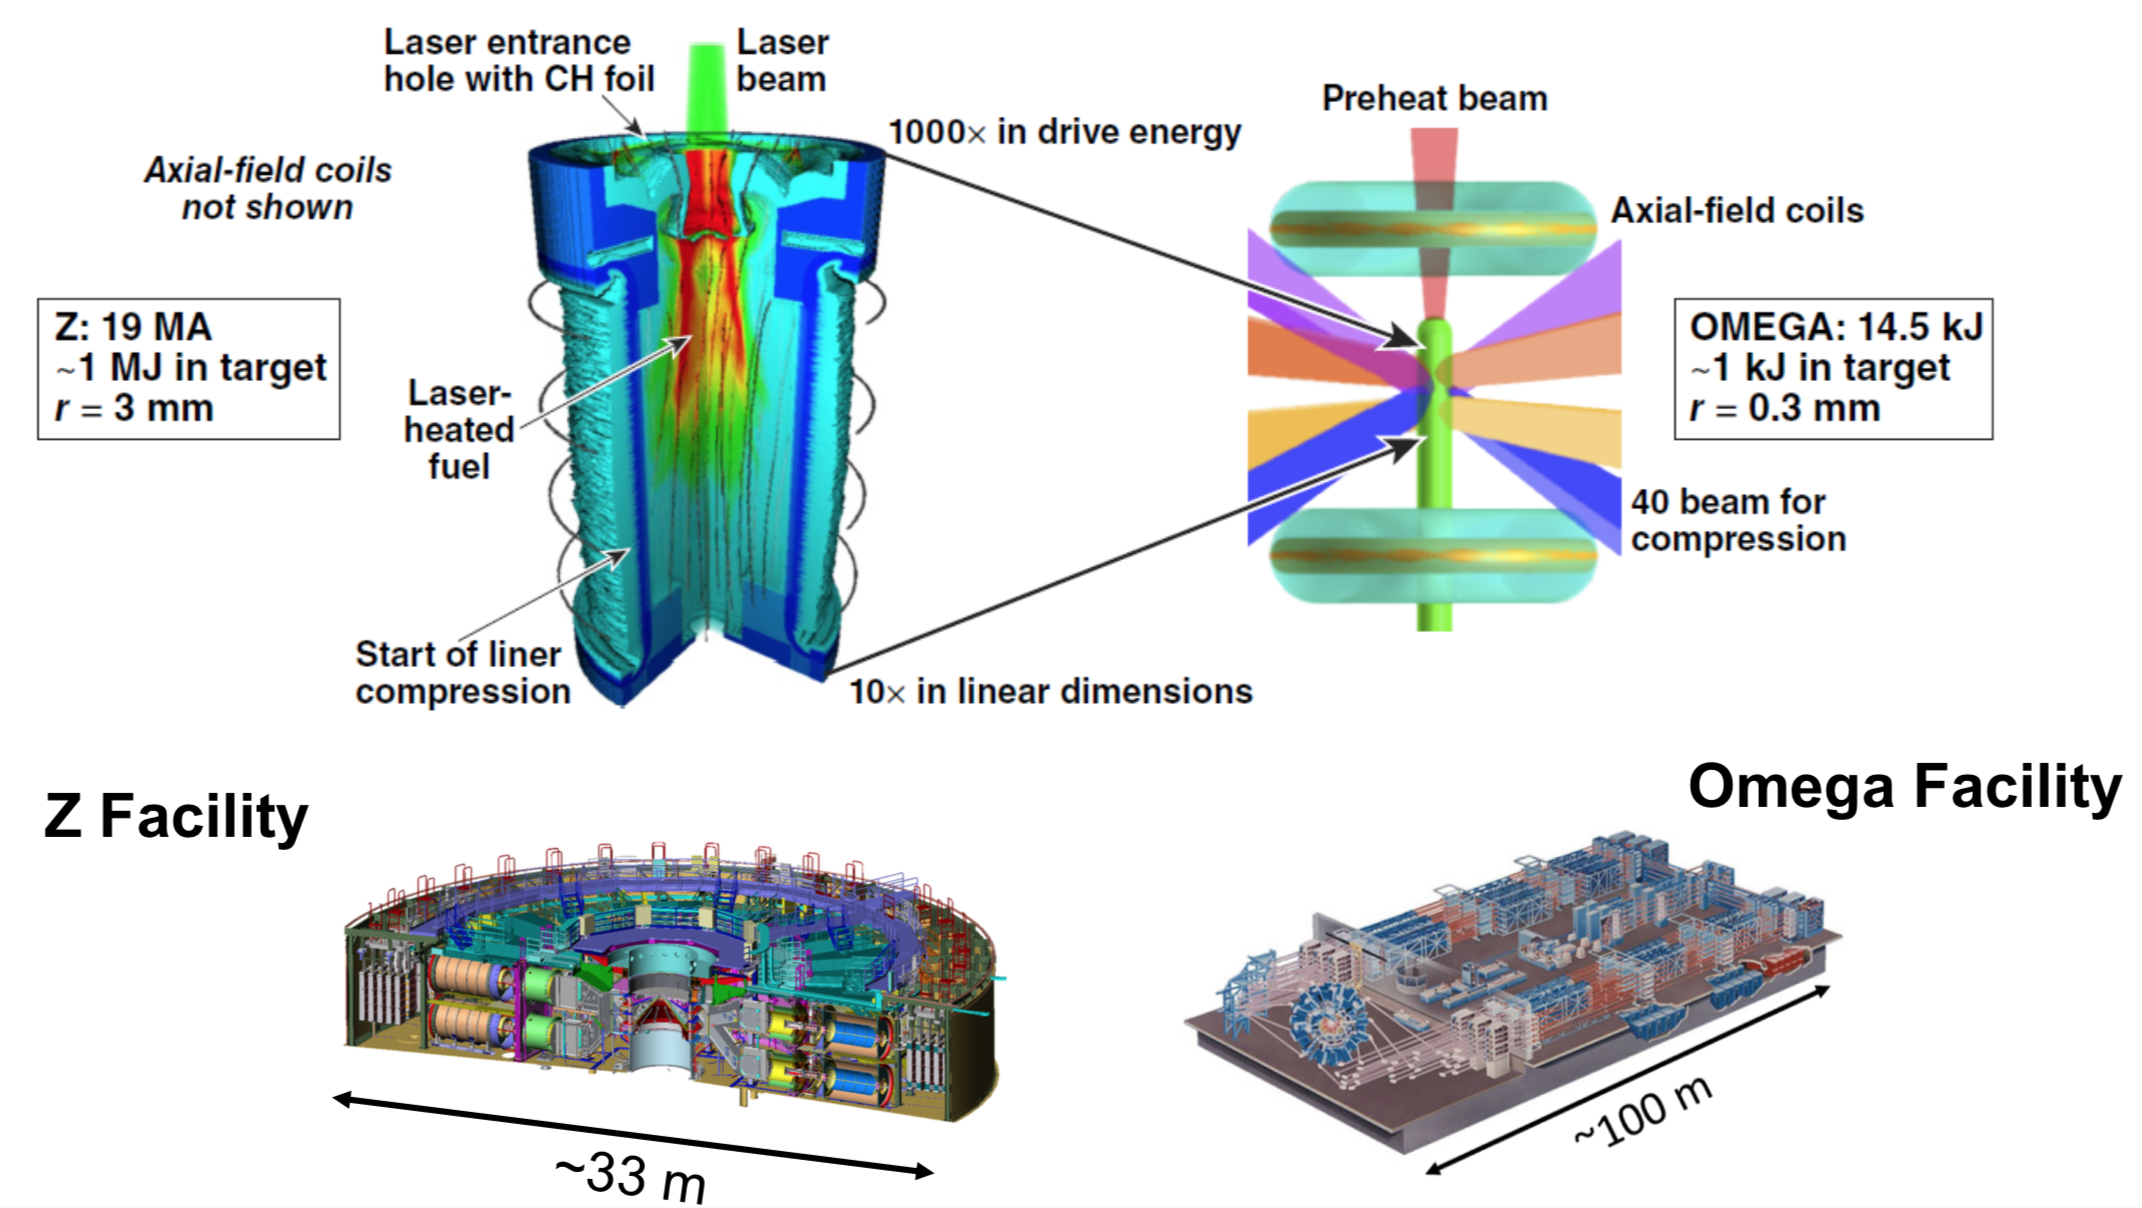 Laser entrance
hole with CH foil
Laser
beam
Axial-field coils
not shown
1000× in drive energy
Preheat beam
Axial-field coils
Z: 19 MA
~1 MJ in target
r = 3 mm
Laser-
heated
fuel
OMEGA: 14.5 kJ
~1 kJ in target
r = 0.3 mm
40 beam for
compression
Start of liner
compression
10× in linear dimensions
Z Facility
Omega Facility
~33 m
~100 m